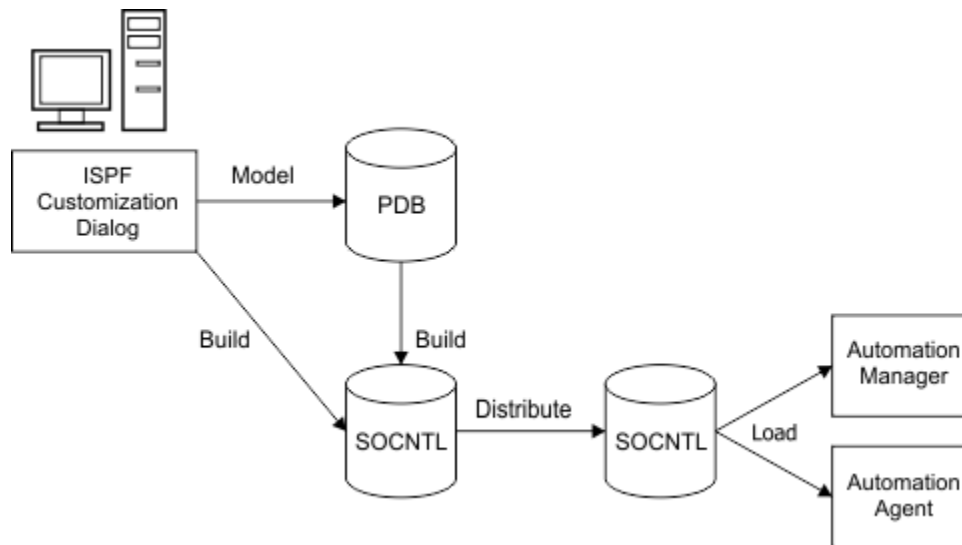 ISPF
Customization
Dialog
Model
PDB
Build
Build
SOCNTL
Distribute
SOCNTL
Load
Automation
Manager
Automation
Agent